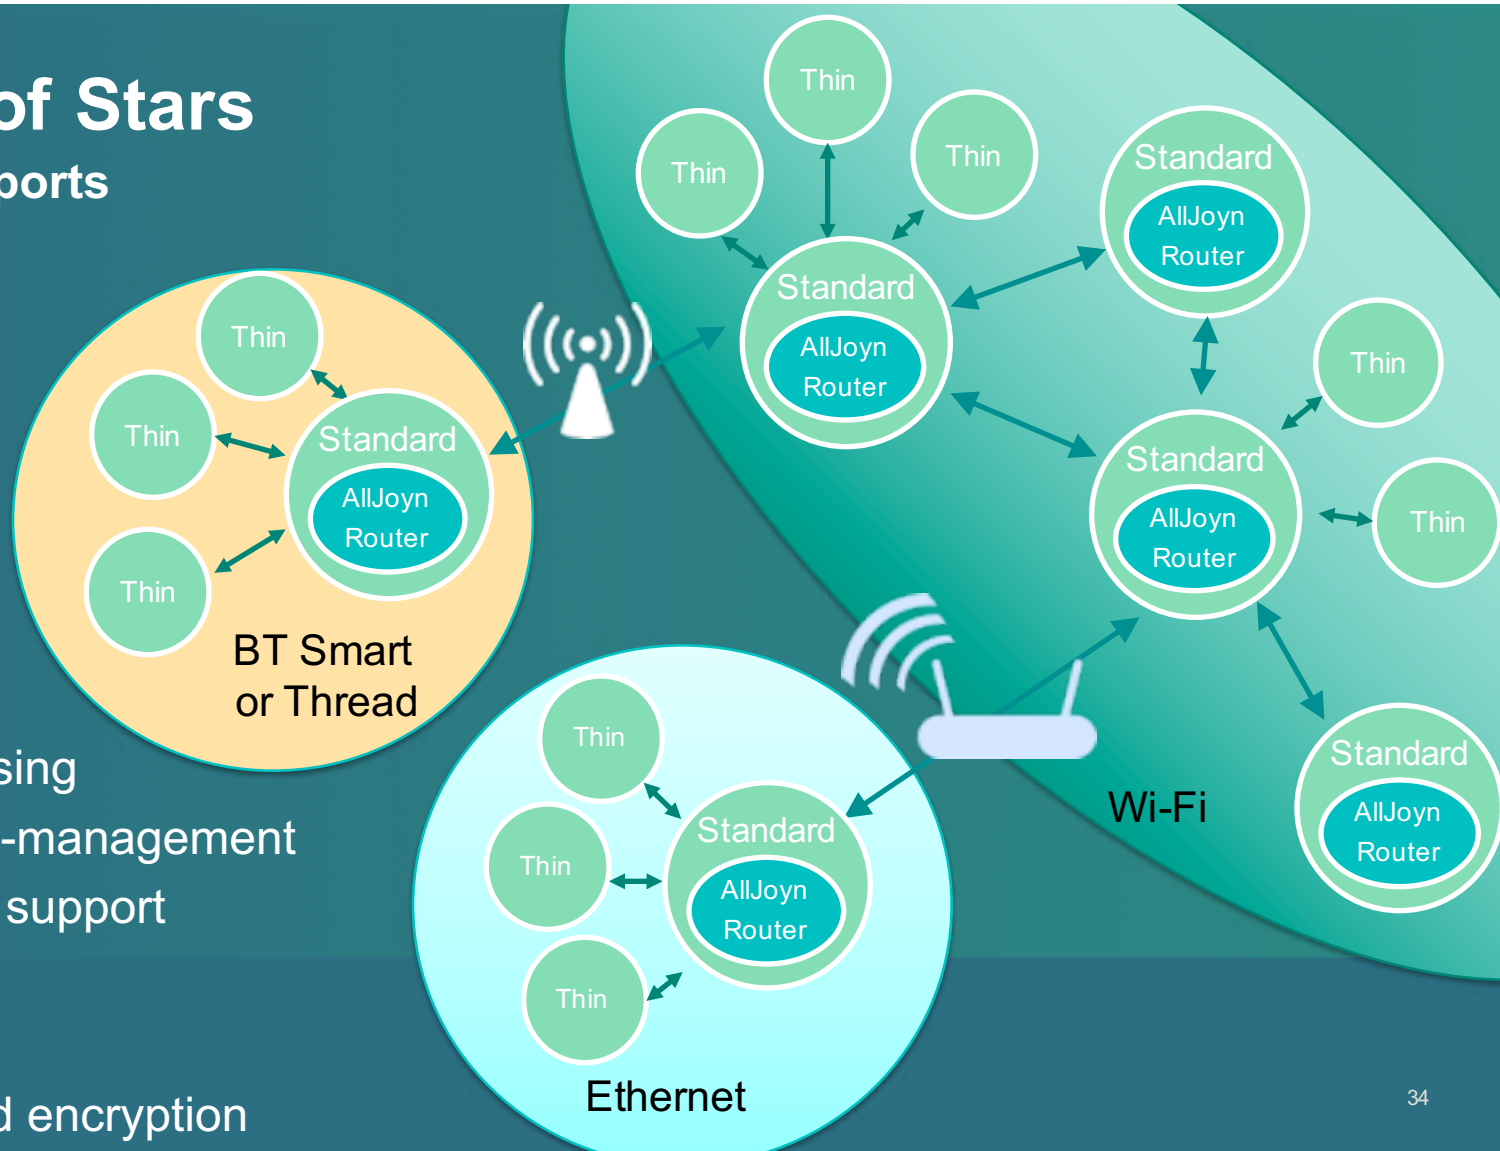 of Stars
ports
Thin
Thin
Thin
Standard
AllJoyn
Router
Standard
AllJoyn
Router
Thin
Thin
Thin
Standard
AllJoyn
Router
BT Smart
or Thread
Thin
Thin
Standard
AllJoyn
Router
Standard
AllJoyn
Router
Wi-Fi
Thin
Thin
Thin
Standard
AllJoyn
Router
Ethernet
sing
-management
support
d encryption
34